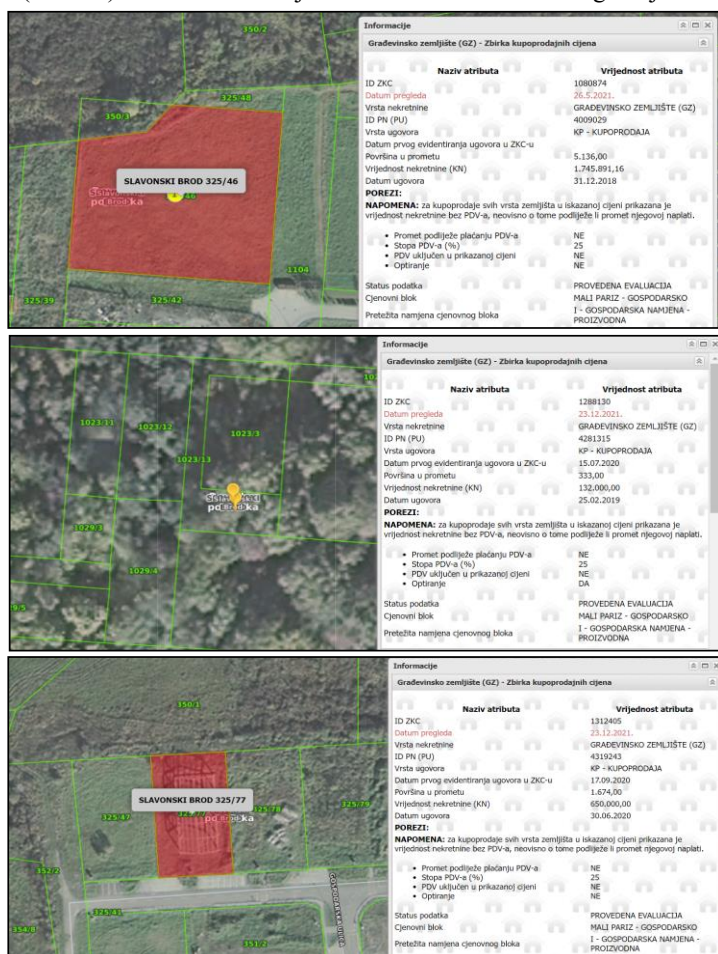 350/2
325/48
350/3
SLAVONSKI BROD 325/46
46
1104
325/39
325/42
Informacije
Građevinsko zemljište (GZ) - Zbirka kupoprodajnih cijena
Naziv atributa Vrijednost atributa
ID ZKC 1080874
Datum pregleda 26.5.2021.
Vrsta nekretnine GRAĐEVINSKO ZEMLJIŠTE (GZ)
ID PN (PU) 4009029
Vrsta ugovora KP - KUPOPRODAJA
Datum prvog evidentiranja ugovora u ZKC-u
Površina u prometu 5.136,00
Vrijednost nekretnine (KN) 1.745.891,16
Datum ugovora 31.12.2018
POREZI:
NAPOMENA: za kupoprodaje svih vrsta zemljišta u iskazanoj cijeni prikazana je
vrijednost nekretnine bez PDV-a, neovisno o tome podliježe li promet njegovoj naplati.
• Promet podliježe plaćanju PDV-a NE
• Stopa PDV-a (%) 25
• PDV uključen u prikazanoj cijeni NE
• Optiranje NE
Status podatka PROVEDENA EVALUACIJA
Cjenovni blok MALI PARIZ - GOSPODARSKO
Pretežita namjena cjenovnog bloka I - GOSPODARSKA NAMJENA -
PROIZVODNA
1023/11
1023/12
1023/3
1023/13
1029/3
1029/4
Informacije
Građevinsko zemljište (GZ) - Zbirka kupoprodajnih cijena
Naziv atributa Vrijednost atributa
ID ZKC 1288130
Datum pregleda 23.12.2021.
Vrsta nekretnine GRAĐEVINSKO ZEMLJIŠTE (GZ)
ID PN (PU) 4281315
Vrsta ugovora KP - KUPOPRODAJA
Datum prvog evidentiranja ugovora u ZKC-u 15.07.2020
Površina u prometu 333,00
Vrijednost nekretnine (KN) 132.000,00
Datum ugovora 25.02.2019
POREZI:
NAPOMENA: za kupoprodaje svih vrsta zemljišta u iskazanoj cijeni prikazana je
vrijednost nekretnine bez PDV-a, neovisno o tome podliježe li promet njegovoj naplati.
• Promet podliježe plaćanju PDV-a NE
• Stopa PDV-a (%) 25
• PDV uključen u prikazanoj cijeni NE
• Optiranje DA
Status podatka PROVEDENA EVALUACIJA
Cjenovni blok MALI PARIZ - GOSPODARSKO
Pretežita namjena cjenovnog bloka I - GOSPODARSKA NAMJENA -
PROIZVODNA
350/1
SLAVONSKI BROD 325/77
325/47
325/78
325/79
352/2
325/41
354/8
351/2
GOSPODARSKA ULICA
Informacije
Građevinsko zemljište (GZ) - Zbirka kupoprodajnih cijena
Naziv atributa Vrijednost atributa
ID ZKC 1312405
Datum pregleda 23.12.2021.
Vrsta nekretnine GRAĐEVINSKO ZEMLJIŠTE (GZ)
ID PN (PU) 4319243
Vrsta ugovora KP - KUPOPRODAJA
Datum prvog evidentiranja ugovora u ZKC-u 17.09.2020
Površina u prometu 1.674,00
Vrijednost nekretnine (KN) 650.000,00
Datum ugovora 30.06.2020
POREZI:
NAPOMENA: za kupoprodaje svih vrsta zemljišta u iskazanoj cijeni prikazana je
vrijednost nekretnine bez PDV-a, neovisno o tome podliježe li promet njegovoj naplati.
• Promet podliježe plaćanju PDV-a NE
• Stopa PDV-a (%) 25
• PDV uključen u prikazanoj cijeni NE
• Optiranje NE
Status podatka PROVEDENA EVALUACIJA
Cjenovni blok MALI PARIZ - GOSPODARSKO
Pretežita namjena cjenovnog bloka I - GOSPODARSKA NAMJENA -
PROIZVODNA